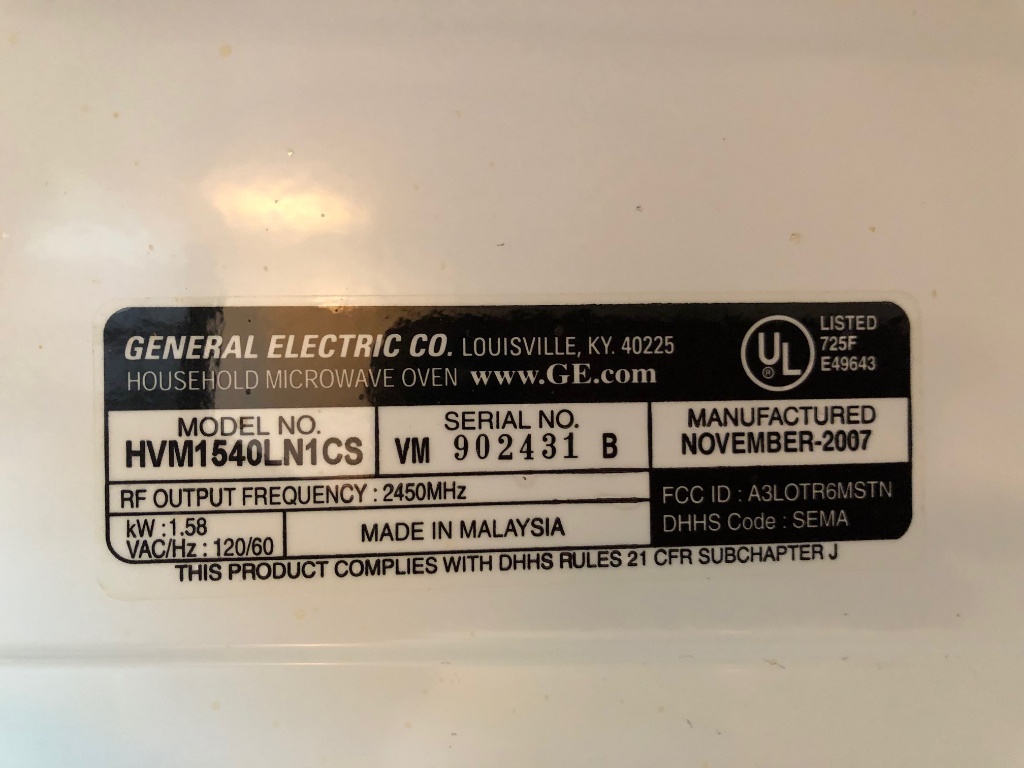 GENERAL ELECTRIC CO. LOUISVILLE, KY. 40225
HOUSEHOLD MICROWAVE OVEN www.GE.com
UL ®
LISTED
725F
E49643
MODEL NO.
HVM1540LN1CS
SERIAL NO.
VM 902431 B
MANUFACTURED
NOVEMBER-2007
RF OUTPUT FREQUENCY : 2450MHz
FCC ID : A3LOTR6MSTN
DHHS Code : SEMA
kW : 1.58
VAC/Hz : 120/60
MADE IN MALAYSIA
THIS PRODUCT COMPLIES WITH DHHS RULES 21 CFR SUBCHAPTER J